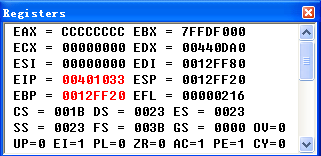 Registers
EAX = CCCCCCCC EBX = 7FFDF000
ECX = 00000000 EDX = 00440DA0
ESI = 00000000 EDI = 0012FF80
EIP = 00401033 ESP = 0012FF20
EBP = 0012FF20 EFL = 00000216
CS = 001B DS = 0023 ES = 0023
SS = 0023 FS = 003B GS = 0000 OV=0
UP=0 EI=1 PL=0 ZR=0 AC=1 PE=1 CY=0